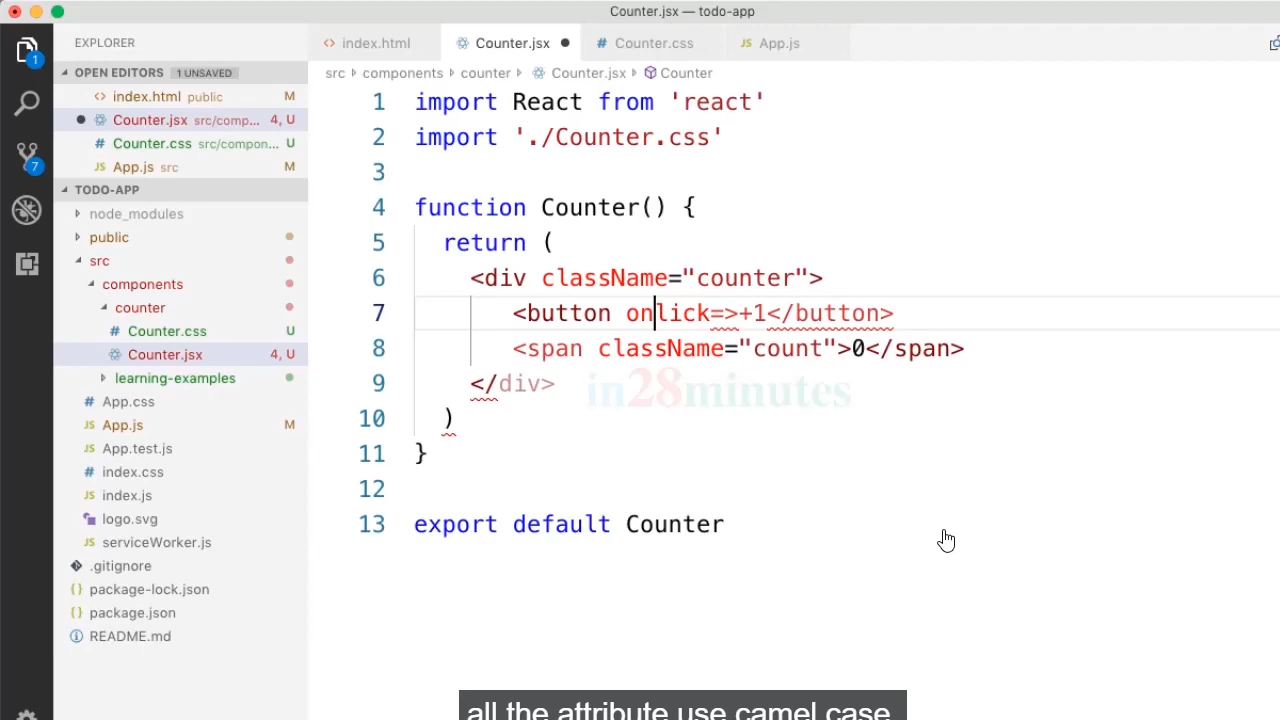 Counter.jsx — todo-app
EXPLORER
OPEN EDITORS 1 UNSAVED
index.html public M
Counter.jsx src/comp... 4, U
Counter.css src/compon... U
App.js src M
TODO-APP
node_modules
public
src
components
counter
Counter.css U
Counter.jsx 4, U
learning-examples
App.css
App.js M
App.test.js
index.css
index.js
logo.svg
serviceWorker.js
.gitignore
package-lock.json
package.json
README.md
1
7
index.html Counter.jsx Counter.css App.js
src components counter Counter.jsx Counter
1 import React from 'react'
2 import './Counter.css'
3
4 function Counter() {
5 return (
6 <div className="counter">
7 <button onlick=>+1</button>
8 <span className="count">0</span>
9 </div>
10 )
11 }
12
13 export default Counter
in28minutes
all the attribute use camel case